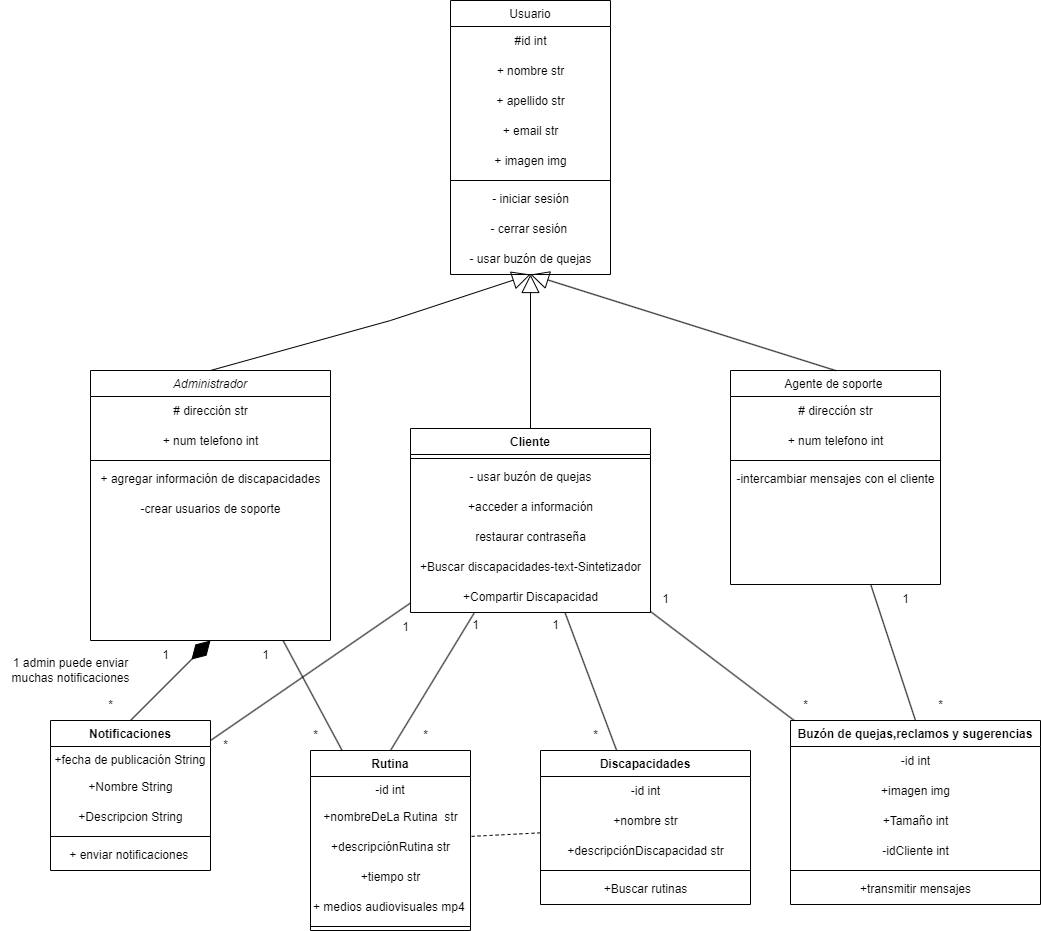 Usuario
#id int
+ nombre str
+ apellido str
+ email str
+ imagen img
- iniciar sesión
- cerrar sesión
- usar buzón de quejas
Administrador
# dirección str
+ num telefono int
+ agregar información de discapacidades
-crear usuarios de soporte
Cliente
- usar buzón de quejas
+acceder a información
restaurar contraseña
+Buscar discapacidades-text-Sintetizador
+Compartir Discapacidad
Agente de soporte
# dirección str
+ num telefono int
-intercambiar mensajes con el cliente
1 admin puede enviar
muchas notificaciones
1
1
1
1
1
1
1
*
*
*
*
*
*
*
Notificaciones
+fecha de publicación String
+Nombre String
+Descripcion String
+ enviar notificaciones
Rutina
-id int
+nombreDeLa Rutina  str
+descripciónRutina str
+tiempo str
+ medios audiovisuales mp4
Discapacidades
-id int
+nombre str
+descripciónDiscapacidad str
+Buscar rutinas
Buzón de quejas,reclamos y sugerencias
-id int
+imagen img
+Tamaño int
-idCliente int
+transmitir mensajes